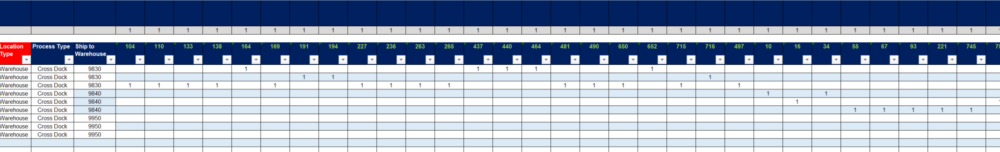 1 1 1 1 1 1 1 1 1 1 1 1 1 1 1 1 1 1 1 1 1 1 1 1 1 1 1 1 1 1
Location Type Process Type Ship to Warehouse 104 110 133 138 164 169 191 194 227 236 263 265 437 440 464 481 490 650 652 715 716 497 10 16 34 55 67 93 221 745
Warehouse Cross Dock 9830 1 1 1 1 1
Warehouse Cross Dock 9830 1 1 1
Warehouse Cross Dock 9830 1 1 1 1 1 1 1 1 1 1 1 1 1 1
Warehouse Cross Dock 9840 1 1
Warehouse Cross Dock 9840 1
Warehouse Cross Dock 9840 1 1 1 1 1
Warehouse Cross Dock 9950
Warehouse Cross Dock 9950
Warehouse Cross Dock 9950